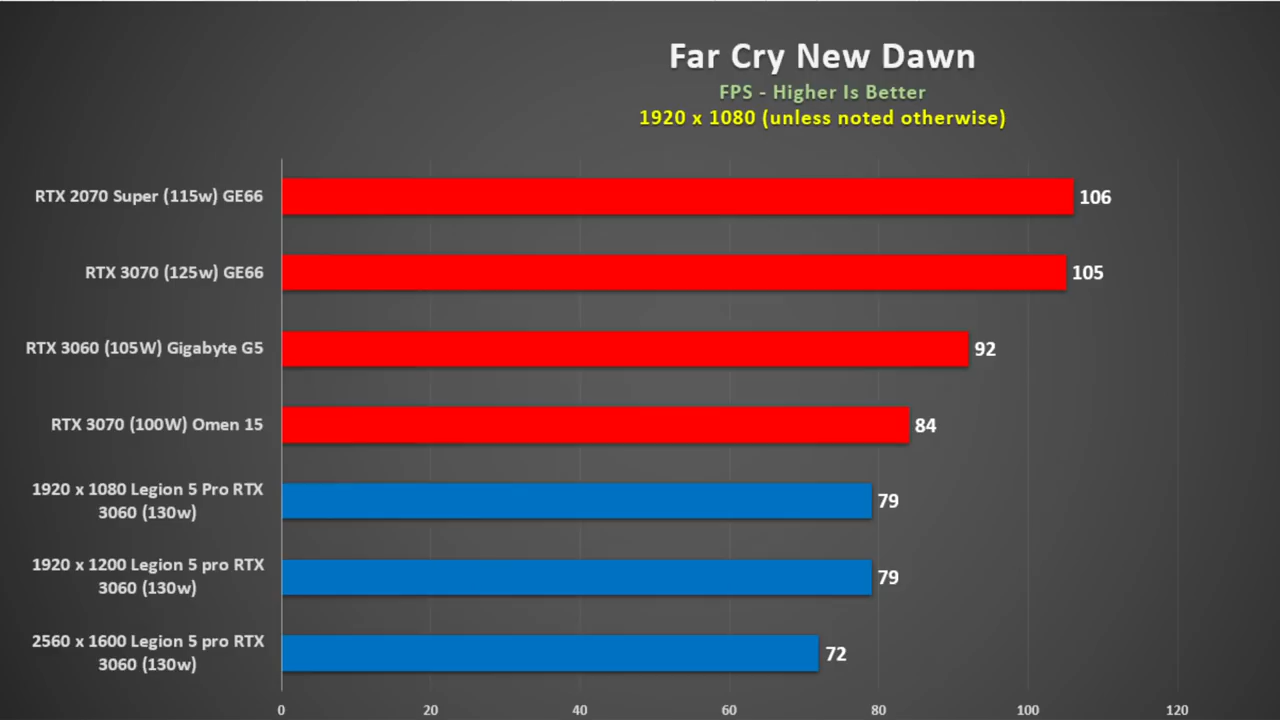 Far Cry New Dawn
FPS - Higher Is Better
1920 x 1080 (unless noted otherwise)
RTX 2070 Super (115w) GE66
106
RTX 3070 (125w) GE66
105
RTX 3060 (105W) Gigabyte G5
92
RTX 3070 (100W) Omen 15
84
1920 x 1080 Legion 5 Pro RTX
3060 (130w)
79
1920 x 1200 Legion 5 pro RTX
3060 (130w)
79
2560 x 1600 Legion 5 pro RTX
3060 (130w)
72
0 20 40 60 80 100 120